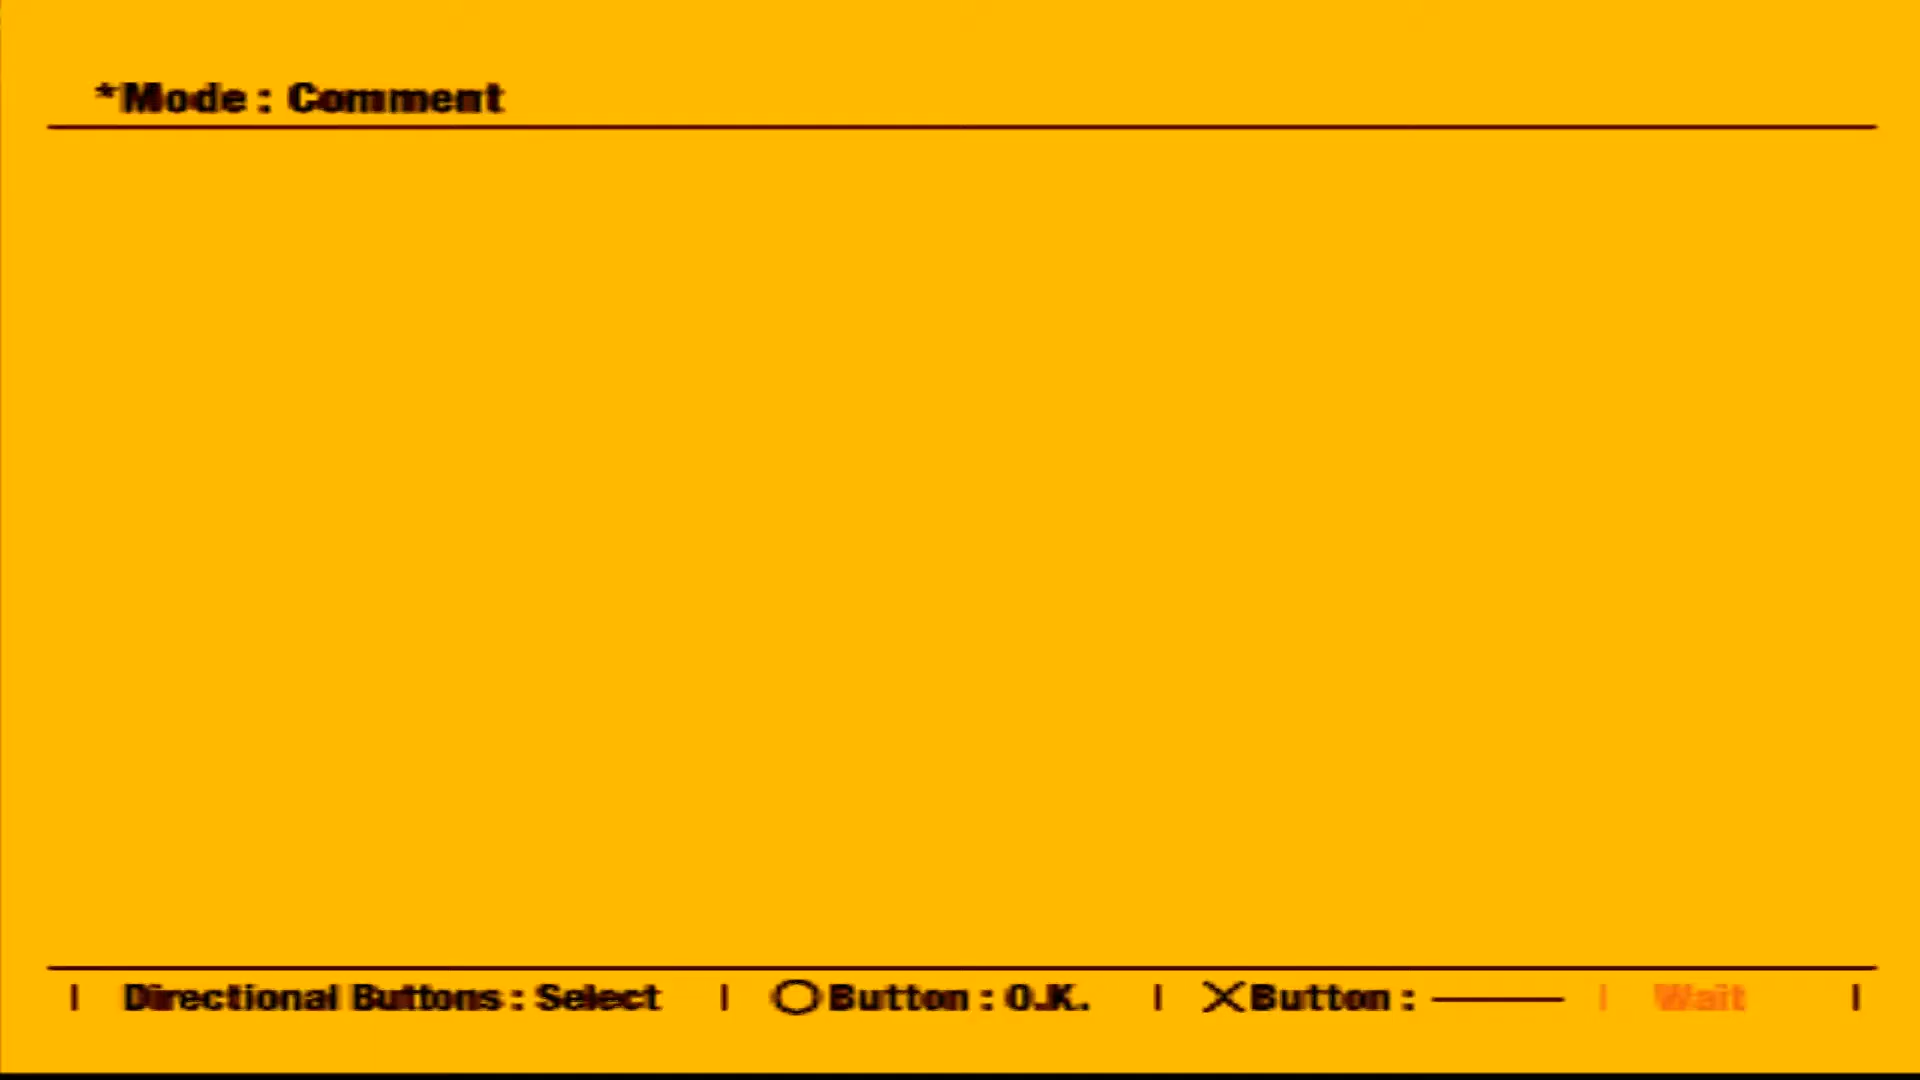 *Mode : Comment
| Directional Buttons : Select | ◯Button : O.K. | ✕Button : ——— | Wait |